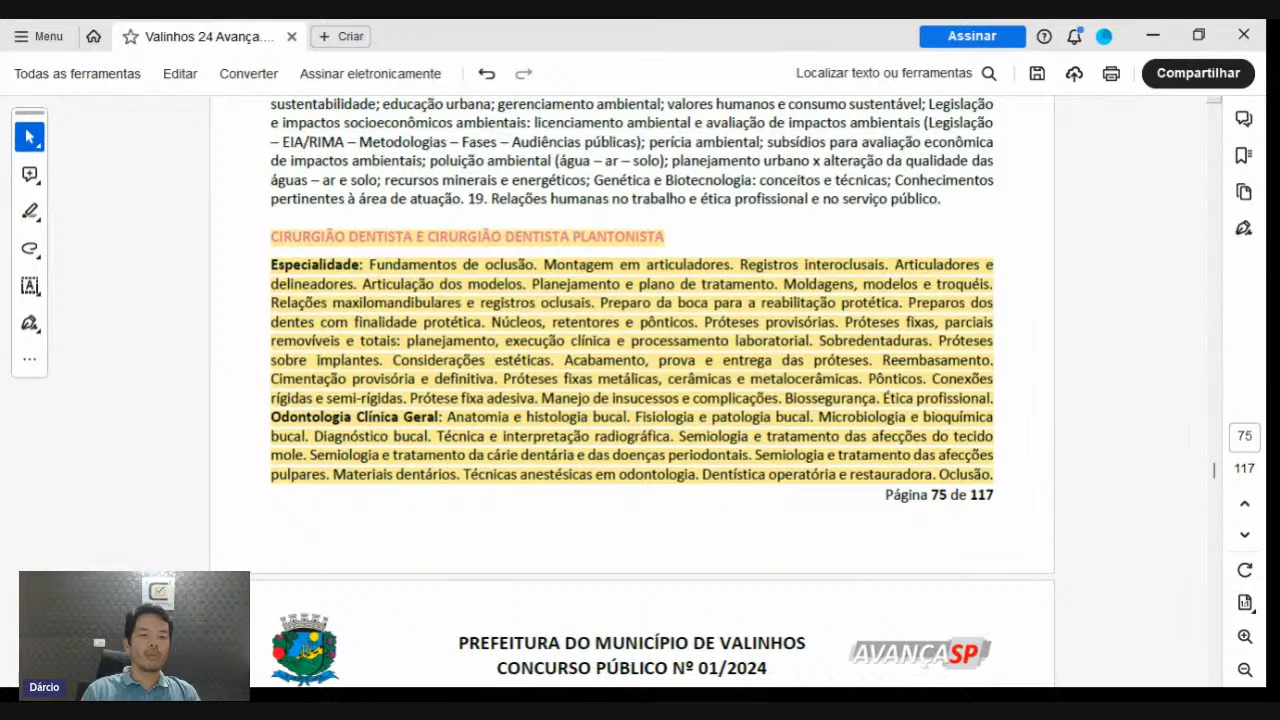 Menu
Valinhos 24 Avança....
Criar
Assinar
Todas as ferramentas
Editar
Converter
Assinar eletronicamente
Localizar texto ou ferramentas
Compartilhar
sustentabilidade; educação urbana; gerenciamento ambiental; valores humanos e consumo sustentável; Legislação
e impactos socioeconômicos ambientais: licenciamento ambiental e avaliação de impactos ambientais (Legislação
– EIA/RIMA – Metodologias – Fases – Audiências públicas); perícia ambiental; subsídios para avaliação econômica
de impactos ambientais; poluição ambiental (água – ar – solo); planejamento urbano x alteração da qualidade das
águas – ar e solo; recursos minerais e energéticos; Genética e Biotecnologia: conceitos e técnicas; Conhecimentos
pertinentes à área de atuação. 19. Relações humanas no trabalho e ética profissional e no serviço público.
CIRURGIÃO DENTISTA E CIRURGIÃO DENTISTA PLANTONISTA
Especialidade: Fundamentos de oclusão. Montagem em articuladores. Registros interoclusais. Articuladores e
delineadores. Articulação dos modelos. Planejamento e plano de tratamento. Moldagens, modelos e troquéis.
Relações maxilomandibulares e registros oclusais. Preparo da boca para a reabilitação protética. Preparos dos
dentes com finalidade protética. Núcleos, retentores e pônticos. Próteses provisórias. Próteses fixas, parciais
removíveis e totais: planejamento, execução clínica e processamento laboratorial. Sobredentaduras. Próteses
sobre implantes. Considerações estéticas. Acabamento, prova e entrega das próteses. Reembasamento.
Cimentação provisória e definitiva. Próteses fixas metálicas, cerâmicas e metalocerâmicas. Pônticos. Conexões
rígidas e semi-rígidas. Prótese fixa adesiva. Manejo de insucessos e complicações. Biossegurança. Ética profissional.
Odontologia Clínica Geral: Anatomia e histologia bucal. Fisiologia e patologia bucal. Microbiologia e bioquímica
bucal. Diagnóstico bucal. Técnica e interpretação radiográfica. Semiologia e tratamento das afecções do tecido
mole. Semiologia e tratamento da cárie dentária e das doenças periodontais. Semiologia e tratamento das afecções
pulpares. Materiais dentários. Técnicas anestésicas em odontologia. Dentística operatória e restauradora. Oclusão.
Página 75 de 117
75
117
PREFEITURA DO MUNICÍPIO DE VALINHOS
CONCURSO PÚBLICO Nº 01/2024
AVANÇASP
Dárcio